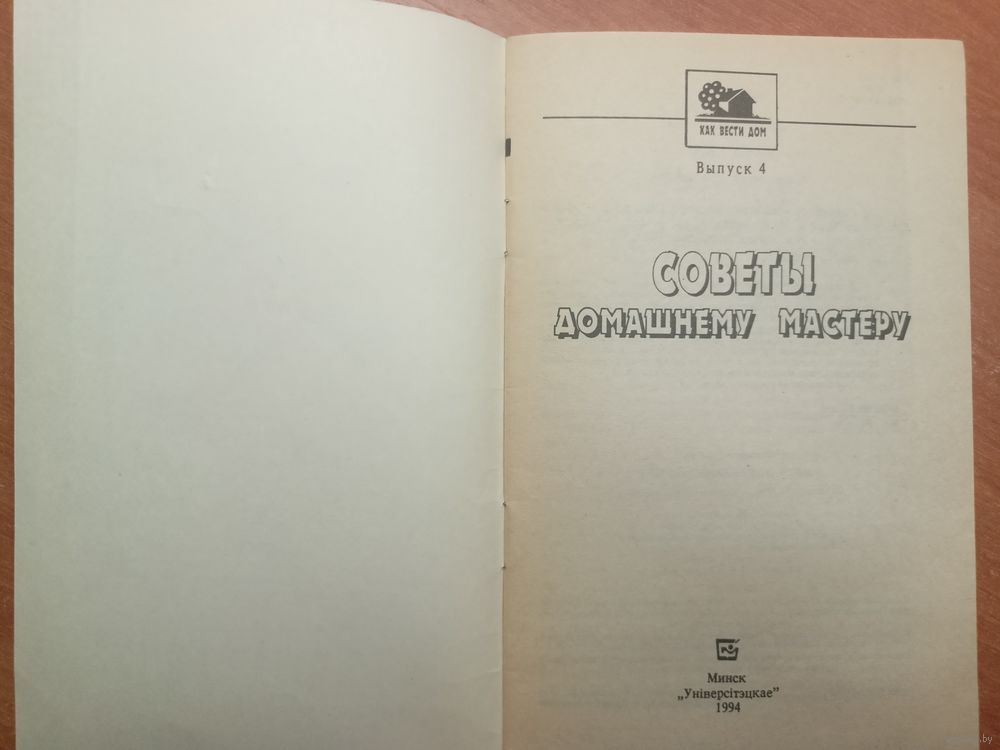 КАК ВЕСТИ ДОМ
Выпуск 4
СОВЕТЫ
ДОМАШНЕМУ МАСТЕРУ
Минск
„Універсітэцкае”
1994